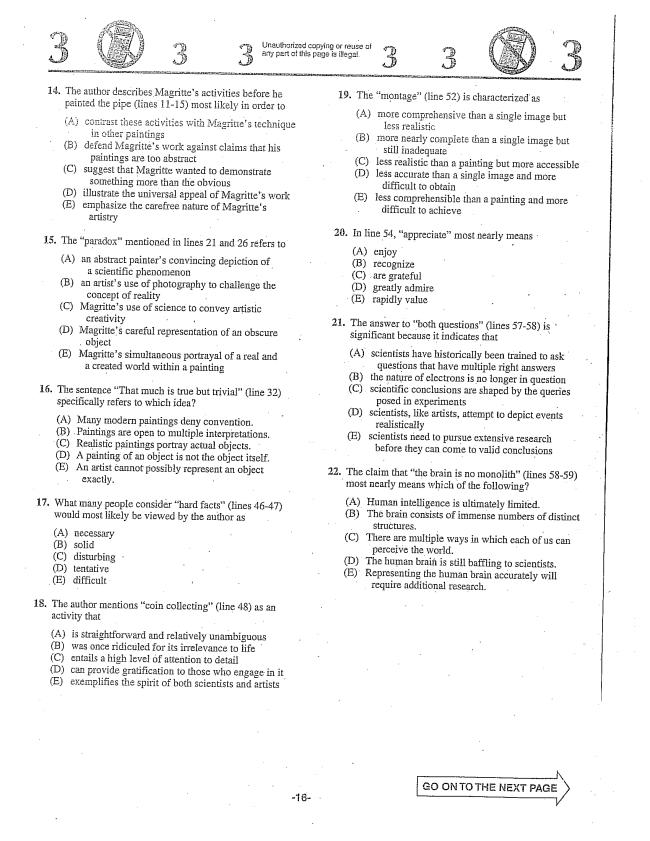 3 3 3 Unauthorized copying or reuse of
any part of this page is illegal. 3 3 3
14. The author describes Magritte's activities before he
painted the pipe (lines 11-15) most likely in order to
(A) contrast these activities with Magritte's technique
in other paintings
(B) defend Magritte's work against claims that his
paintings are too abstract
(C) suggest that Magritte wanted to demonstrate
something more than the obvious
(D) illustrate the universal appeal of Magritte's work
(E) emphasize the carefree nature of Magritte's
artistry
15. The "paradox" mentioned in lines 21 and 26 refers to
(A) an abstract painter's convincing depiction of
a scientific phenomenon
(B) an artist's use of photography to challenge the
concept of reality
(C) Magritte's use of science to convey artistic
creativity
(D) Magritte's careful representation of an obscure
object
(E) Magritte's simultaneous portrayal of a real and
a created world within a painting
16. The sentence "That much is true but trivial" (line 32)
specifically refers to which idea?
(A) Many modern paintings deny convention.
(B) Paintings are open to multiple interpretations.
(C) Realistic paintings portray actual objects.
(D) A painting of an object is not the object itself.
(E) An artist cannot possibly represent an object
exactly.
17. What many people consider "hard facts" (lines 46-47)
would most likely be viewed by the author as
(A) necessary
(B) solid
(C) disturbing
(D) tentative
(E) difficult
18. The author mentions "coin collecting" (line 48) as an
activity that
(A) is straightforward and relatively unambiguous
(B) was once ridiculed for its irrelevance to life
(C) entails a high level of attention to detail
(D) can provide gratification to those who engage in it
(E) exemplifies the spirit of both scientists and artists
19. The "montage" (line 52) is characterized as
(A) more comprehensive than a single image but
less realistic
(B) more nearly complete than a single image but
still inadequate
(C) less realistic than a painting but more accessible
(D) less accurate than a single image and more
difficult to obtain
(E) less comprehensible than a painting and more
difficult to achieve
20. In line 54, "appreciate" most nearly means
(A) enjoy
(B) recognize
(C) are grateful
(D) greatly admire
(E) rapidly value
21. The answer to "both questions" (lines 57-58) is
significant because it indicates that
(A) scientists have historically been trained to ask
questions that have multiple right answers
(B) the nature of electrons is no longer in question
(C) scientific conclusions are shaped by the queries
posed in experiments
(D) scientists, like artists, attempt to depict events
realistically
(E) scientists need to pursue extensive research
before they can come to valid conclusions
22. The claim that "the brain is no monolith" (lines 58-59)
most nearly means which of the following?
(A) Human intelligence is ultimately limited.
(B) The brain consists of immense numbers of distinct
structures.
(C) There are multiple ways in which each of us can
perceive the world.
(D) The human brain is still baffling to scientists.
(E) Representing the human brain accurately will
require additional research.
-16-
GO ON TO THE NEXT PAGE